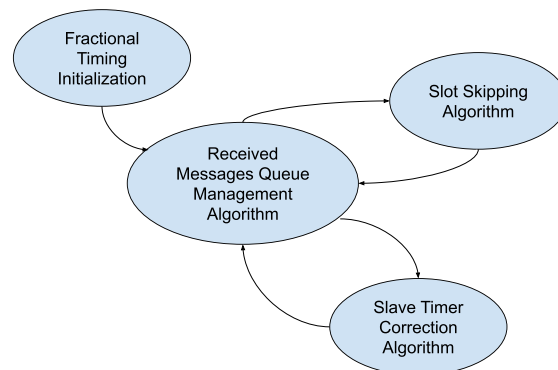 Fractional
Timing
Initialization
Slot Skipping
Algorithm
Received
Messages Queue
Management
Algorithm
Slave Timer
Correction
Algorithm